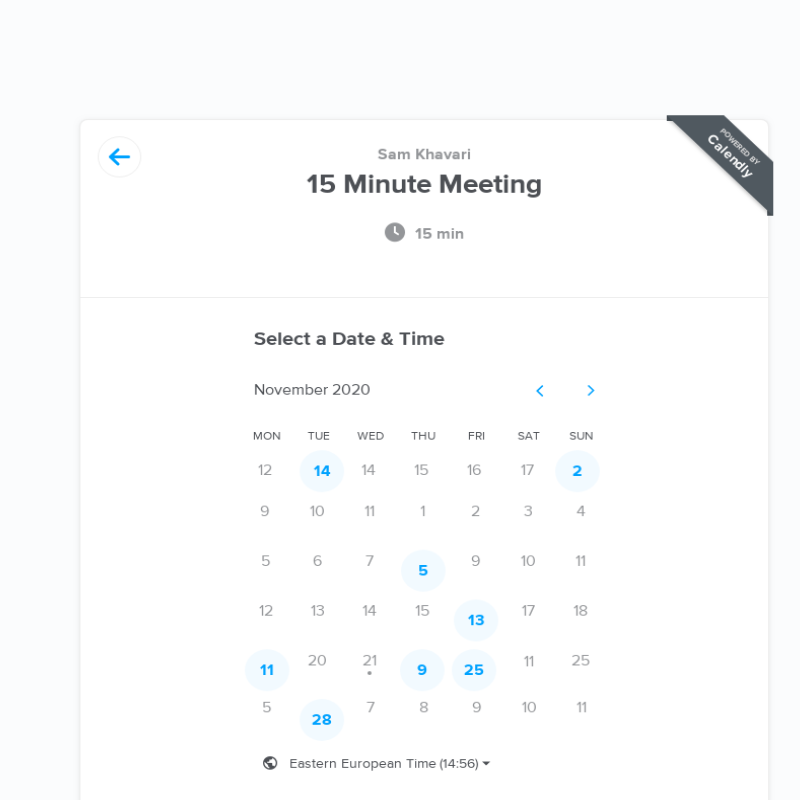 POWERED BY
Calendly
Sam Khavari
15 Minute Meeting
15 min
Select a Date & Time
November 2020
MON TUE WED THU FRI SAT SUN
12 14 14 15 16 17 2
9 10 11 1 2 3 4
5 6 7 5 9 10 11
12 13 14 15 13 17 18
11 20 21 9 25 11 25
5 28 7 8 9 10 11
Eastern European Time (14:56)